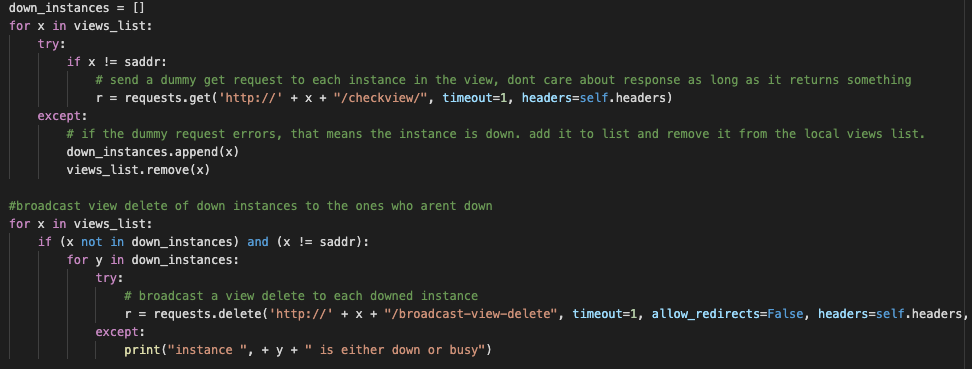 down_instances = []
for x in views_list:
try:
if x != saddr:
# send a dummy get request to each instance in the view, dont care about response as long as it returns something
r = requests.get('http://' + x + "/checkview/", timeout=1, headers=self.headers)
except:
# if the dummy request errors, that means the instance is down. add it to list and remove it from the local views list.
down_instances.append(x)
views_list.remove(x)
#broadcast view delete of down instances to the ones who arent down
for x in views_list:
if (x not in down_instances) and (x != saddr):
for y in down_instances:
try:
# broadcast a view delete to each downed instance
r = requests.delete('http://' + x + "/broadcast-view-delete", timeout=1, allow_redirects=False, headers=self.headers,
except:
print("instance ", + y + " is either down or busy")